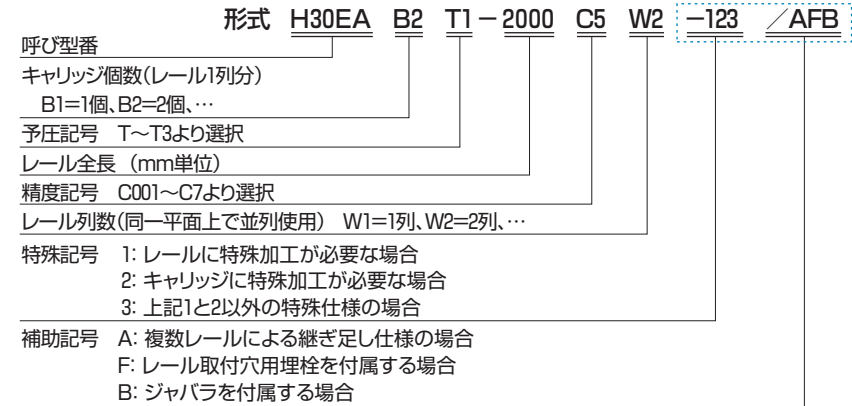 形式 H30EA B2 T1－2000 C5 W2 －123 ／AFB
呼び型番
キャリッジ個数(レール1列分)
B1＝1個、B2＝2個、…
予圧記号 T～T3より選択
レール全長 (mm単位)
精度記号 C001～C7より選択
レール列数(同一平面上で並列使用) W1＝1列、W2＝2列、…
特殊記号 1: レールに特殊加工が必要な場合
2: キャリッジに特殊加工が必要な場合
3: 上記1と2以外の特殊仕様の場合
補助記号 A: 複数レールによる継ぎ足し仕様の場合
F: レール取付穴用埋栓を付属する場合
B: ジャバラを付属する場合